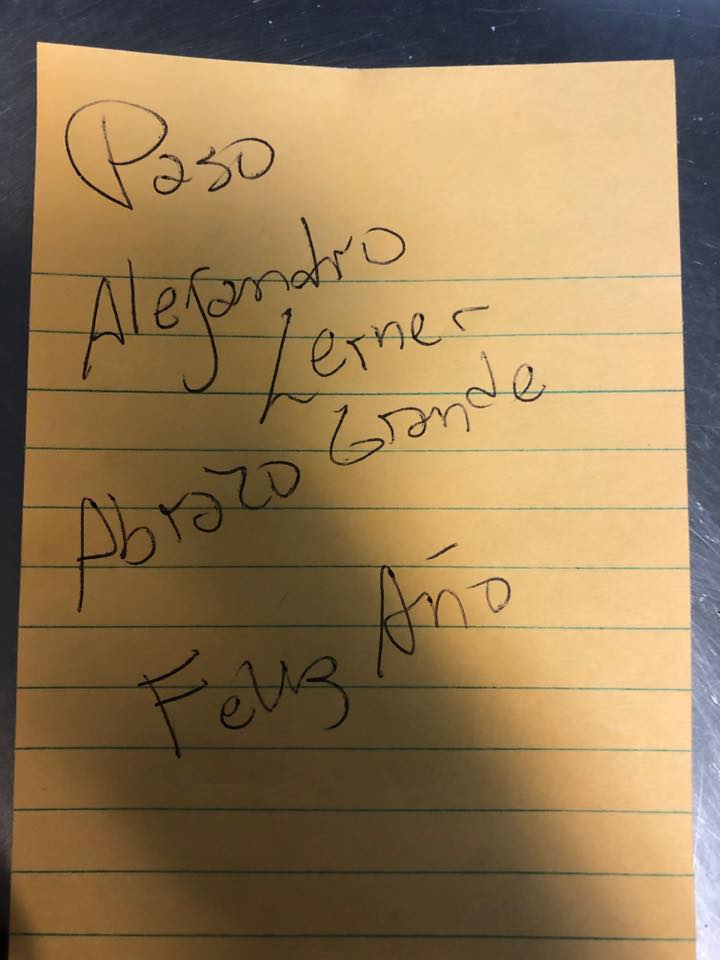 Paso
Alejandro
Lerner
Abrazo Grande
Feliz Año